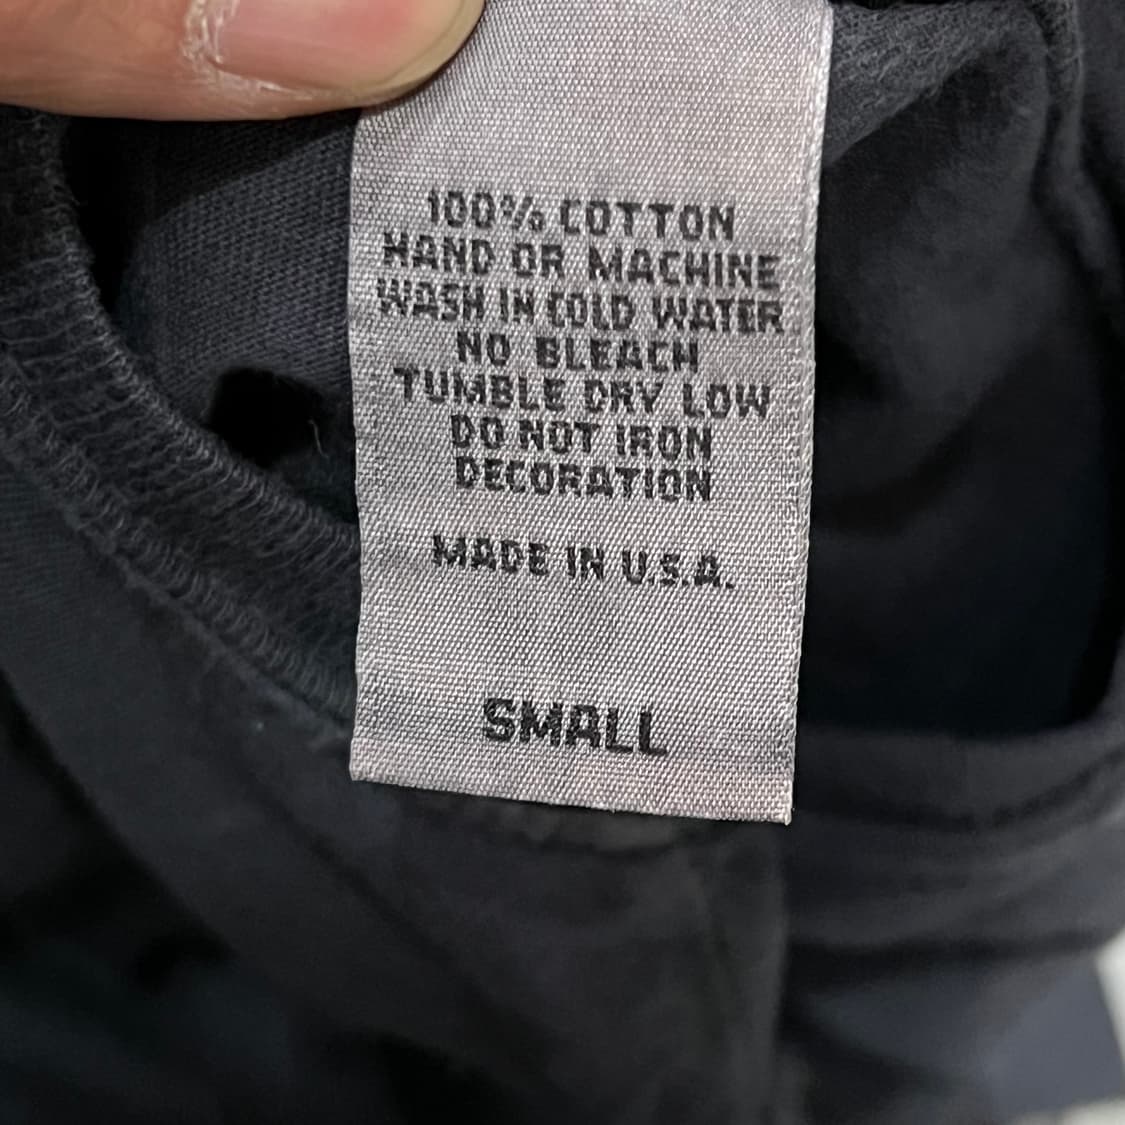 100% COTTON
HAND OR MACHINE
WASH IN COLD WATER
NO BLEACH
TUMBLE DRY LOW
DO NOT IRON
DECORATION
MADE IN U.S.A.
SMALL